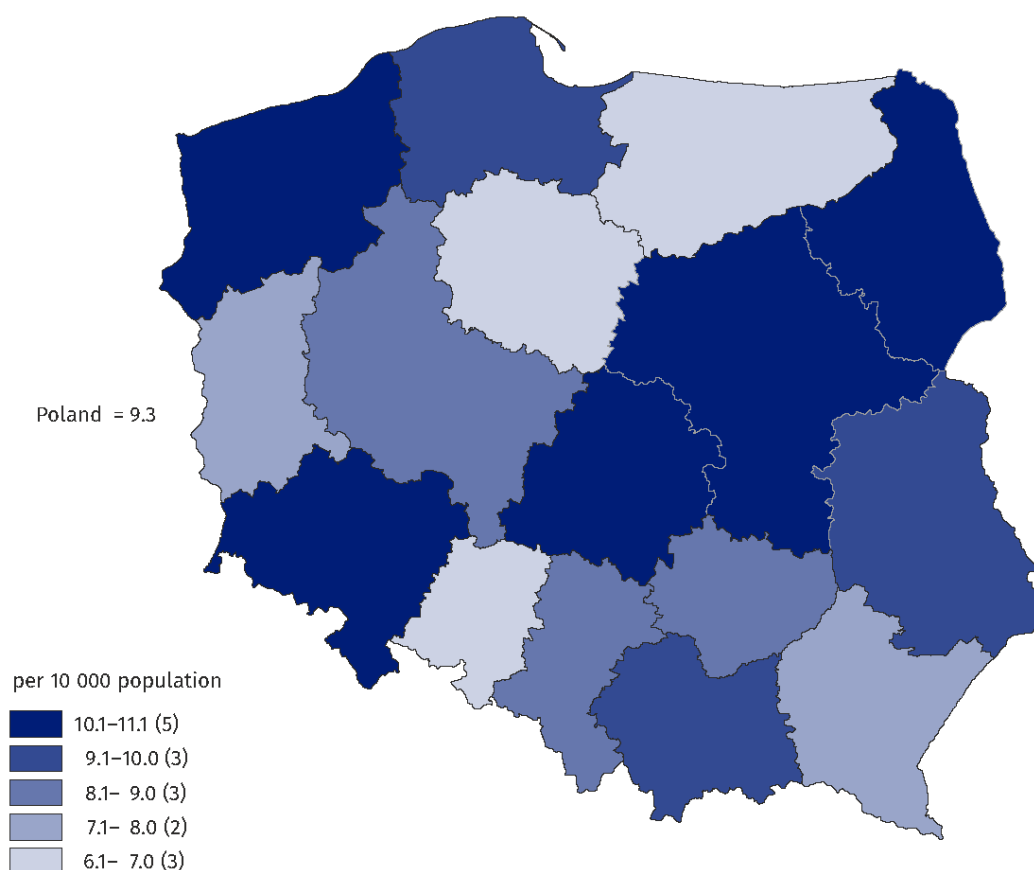 Poland = 9.3
per 10 000 population
10.1–11.1 (5)
9.1–10.0 (3)
8.1– 9.0 (3)
7.1– 8.0 (2)
6.1– 7.0 (3)